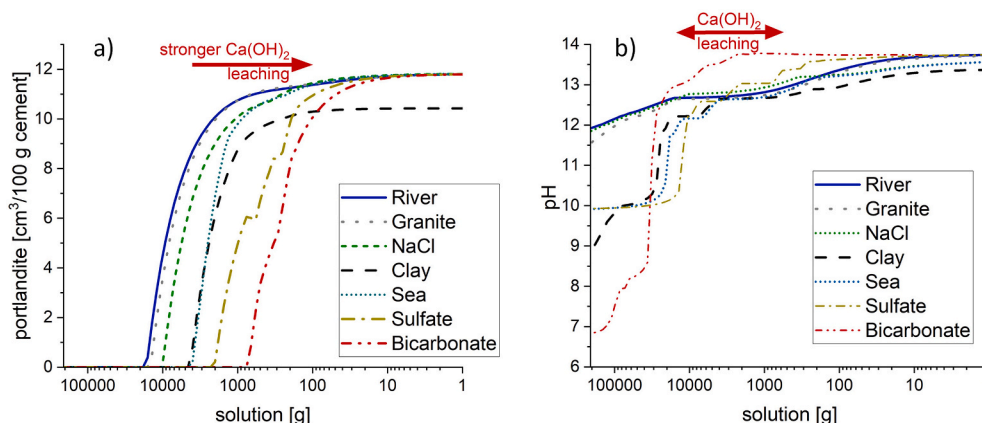 a)
stronger Ca(OH)2
leaching
portlandite [cm3/100 g cement]
12
10
8
6
4
2
0
River
Granite
NaCl
Clay
Sea
Sulfate
Bicarbonate
100000 10000 1000 100 10 1
solution [g]
b)
Ca(OH)2
leaching
pH
14
13
12
11
10
9
8
7
6
River
Granite
NaCl
Clay
Sea
Sulfate
Bicarbonate
100000 10000 1000 100 10
solution [g]